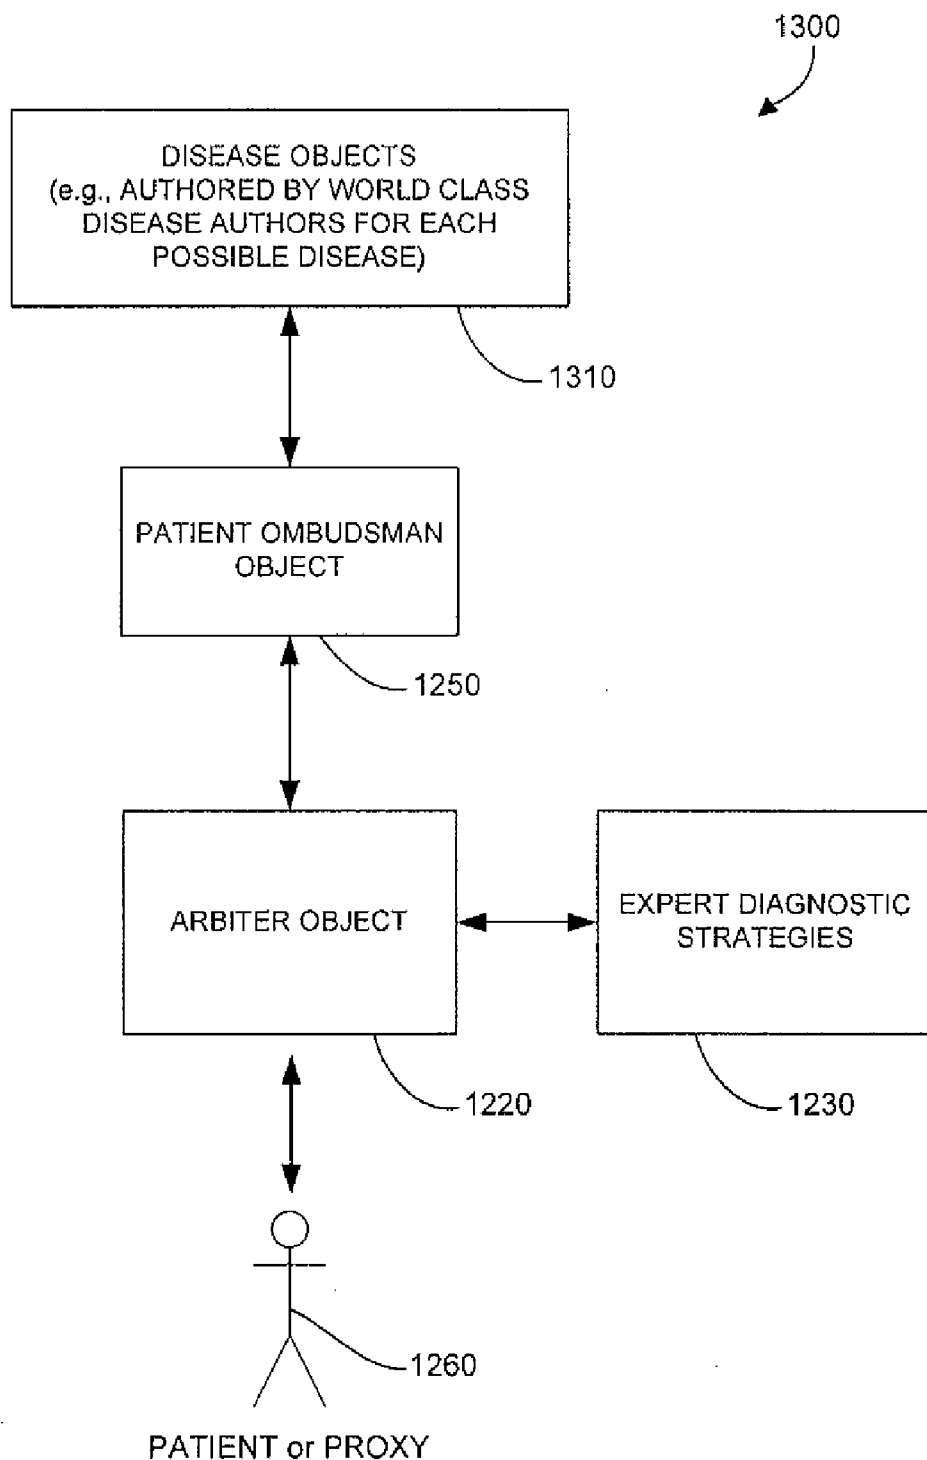 1300
DISEASE OBJECTS
(e.g., AUTHORED BY WORLD CLASS
DISEASE AUTHORS FOR EACH
POSSIBLE DISEASE)
1310
PATIENT OMBUDSMAN
OBJECT
1250
ARBITER OBJECT
EXPERT DIAGNOSTIC
STRATEGIES
1220
1230
1260
PATIENT or PROXY